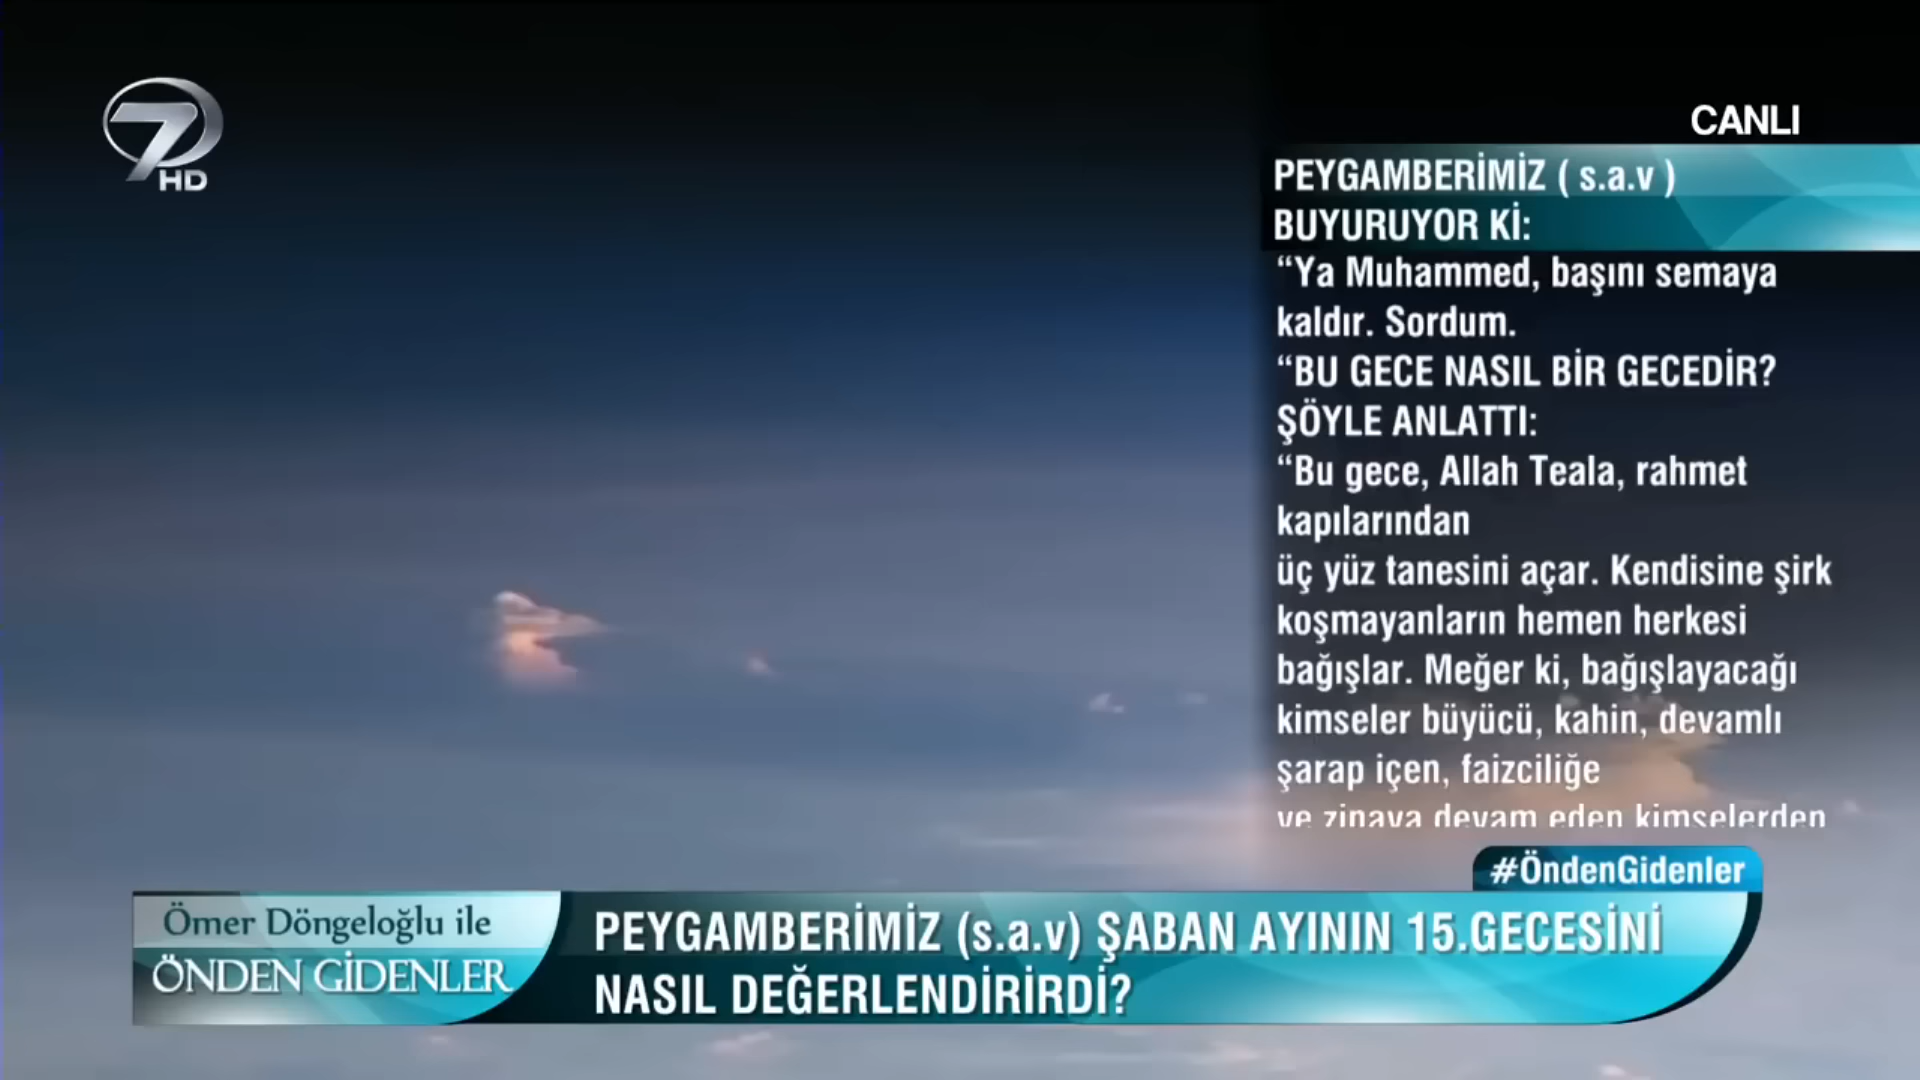 7
HD
CANLI
PEYGAMBERİMİZ ( s.a.v )
BUYURUYOR Kİ:
“Ya Muhammed, başını semaya
kaldır. Sordum.
“BU GECE NASIL BİR GECEDİR?
ŞÖYLE ANLATTI:
“Bu gece, Allah Teala, rahmet
kapılarından
üç yüz tanesini açar. Kendisine şirk
koşmayanların hemen herkesi
bağışlar. Meğer ki, bağışlayacağı
kimseler büyücü, kahin, devamlı
şarap içen, faizciliğe
ve zinaya devam eden kimselerden
#ÖndenGidenler
Ömer Döngeloğlu ile
ÖNDEN GİDENLER
PEYGAMBERİMİZ (s.a.v) ŞABAN AYININ 15.GECESİNİ
NASIL DEĞERLENDİRİRDİ?